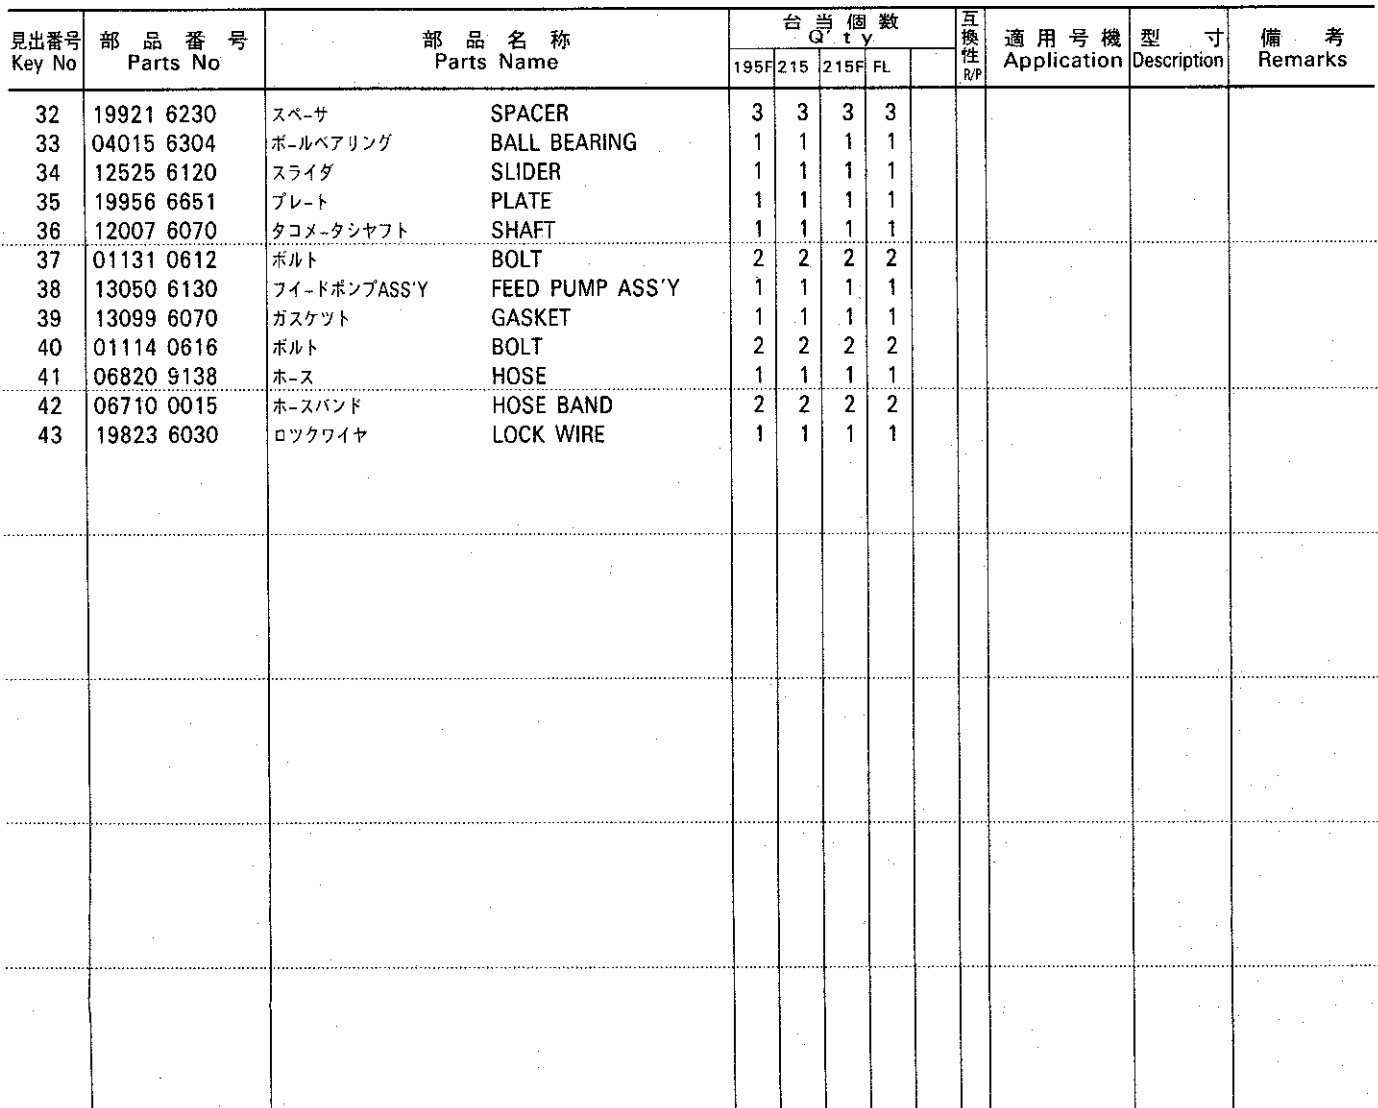 見出番号 部品番号 部品名称 台当個数 互換性 適用号機 型寸 備考
Key No Parts No Parts Name Q'ty R/P Application Description Remarks
195F 215 215F FL
32 19921 6230 スペ-サ SPACER 3 3 3 3
33 04015 6304 ボ-ルベアリング BALL BEARING 1 1 1 1
34 12525 6120 スライダ SLIDER 1 1 1 1
35 19956 6651 プレ-ト PLATE 1 1 1 1
36 12007 6070 タコメ-タシヤフト SHAFT 1 1 1 1
37 01131 0612 ボルト BOLT 2 2 2 2
38 13050 6130 フイ-ドポンプASS'Y FEED PUMP ASS'Y 1 1 1 1
39 13099 6070 ガスケツト GASKET 1 1 1 1
40 01114 0616 ボルト BOLT 2 2 2 2
41 06820 9138 ホ-ス HOSE 1 1 1 1
42 06710 0015 ホ-スバンド HOSE BAND 2 2 2 2
43 19823 6030 ロツクワイヤ LOCK WIRE 1 1 1 1